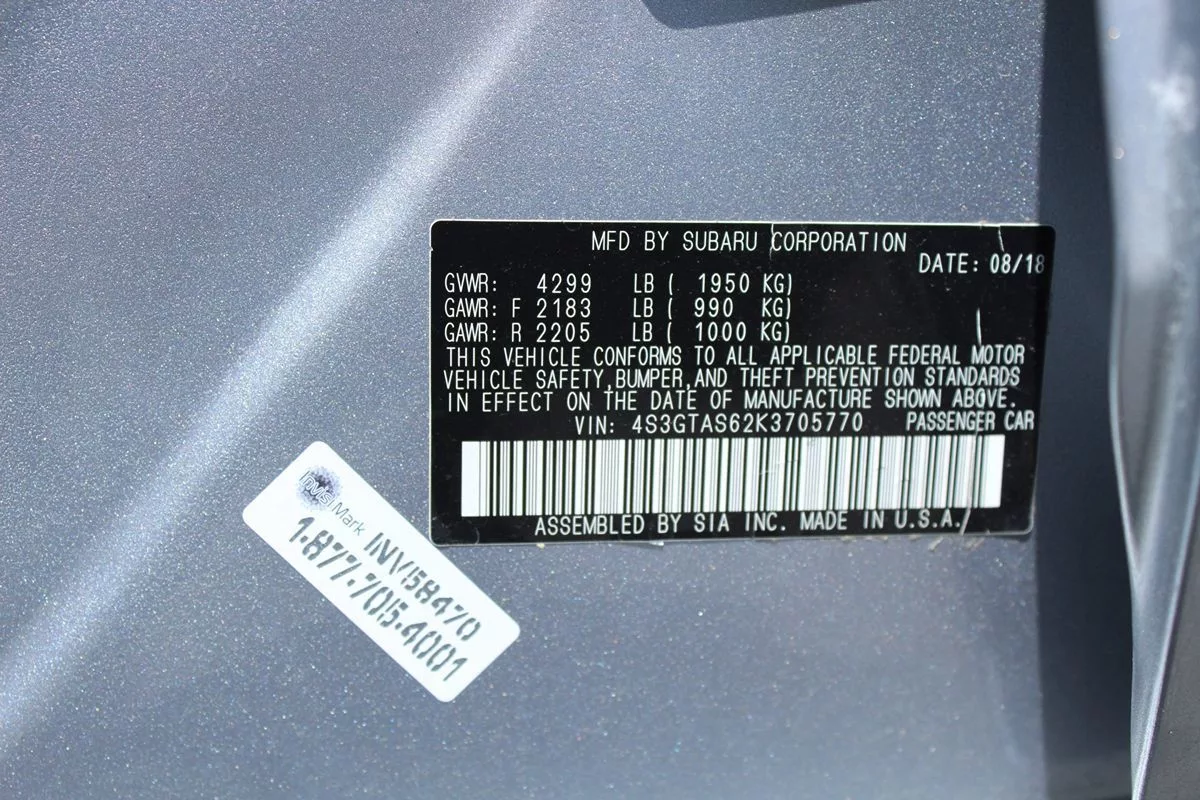 MFD BY SUBARU CORPORATION
DATE: 08/18
GVWR: 4299 LB ( 1950 KG)
GAWR: F 2183 LB ( 990 KG)
GAWR: R 2205 LB ( 1000 KG)
THIS VEHICLE CONFORMS TO ALL APPLICABLE FEDERAL MOTOR
VEHICLE SAFETY,BUMPER,AND THEFT PREVENTION STANDARDS
IN EFFECT ON THE DATE OF MANUFACTURE SHOWN ABOVE.
VIN: 4S3GTAS62K3705770 PASSENGER CAR
ASSEMBLED BY SIA INC. MADE IN U.S.A.
InvisiMark INV158470
1.877.705.4001